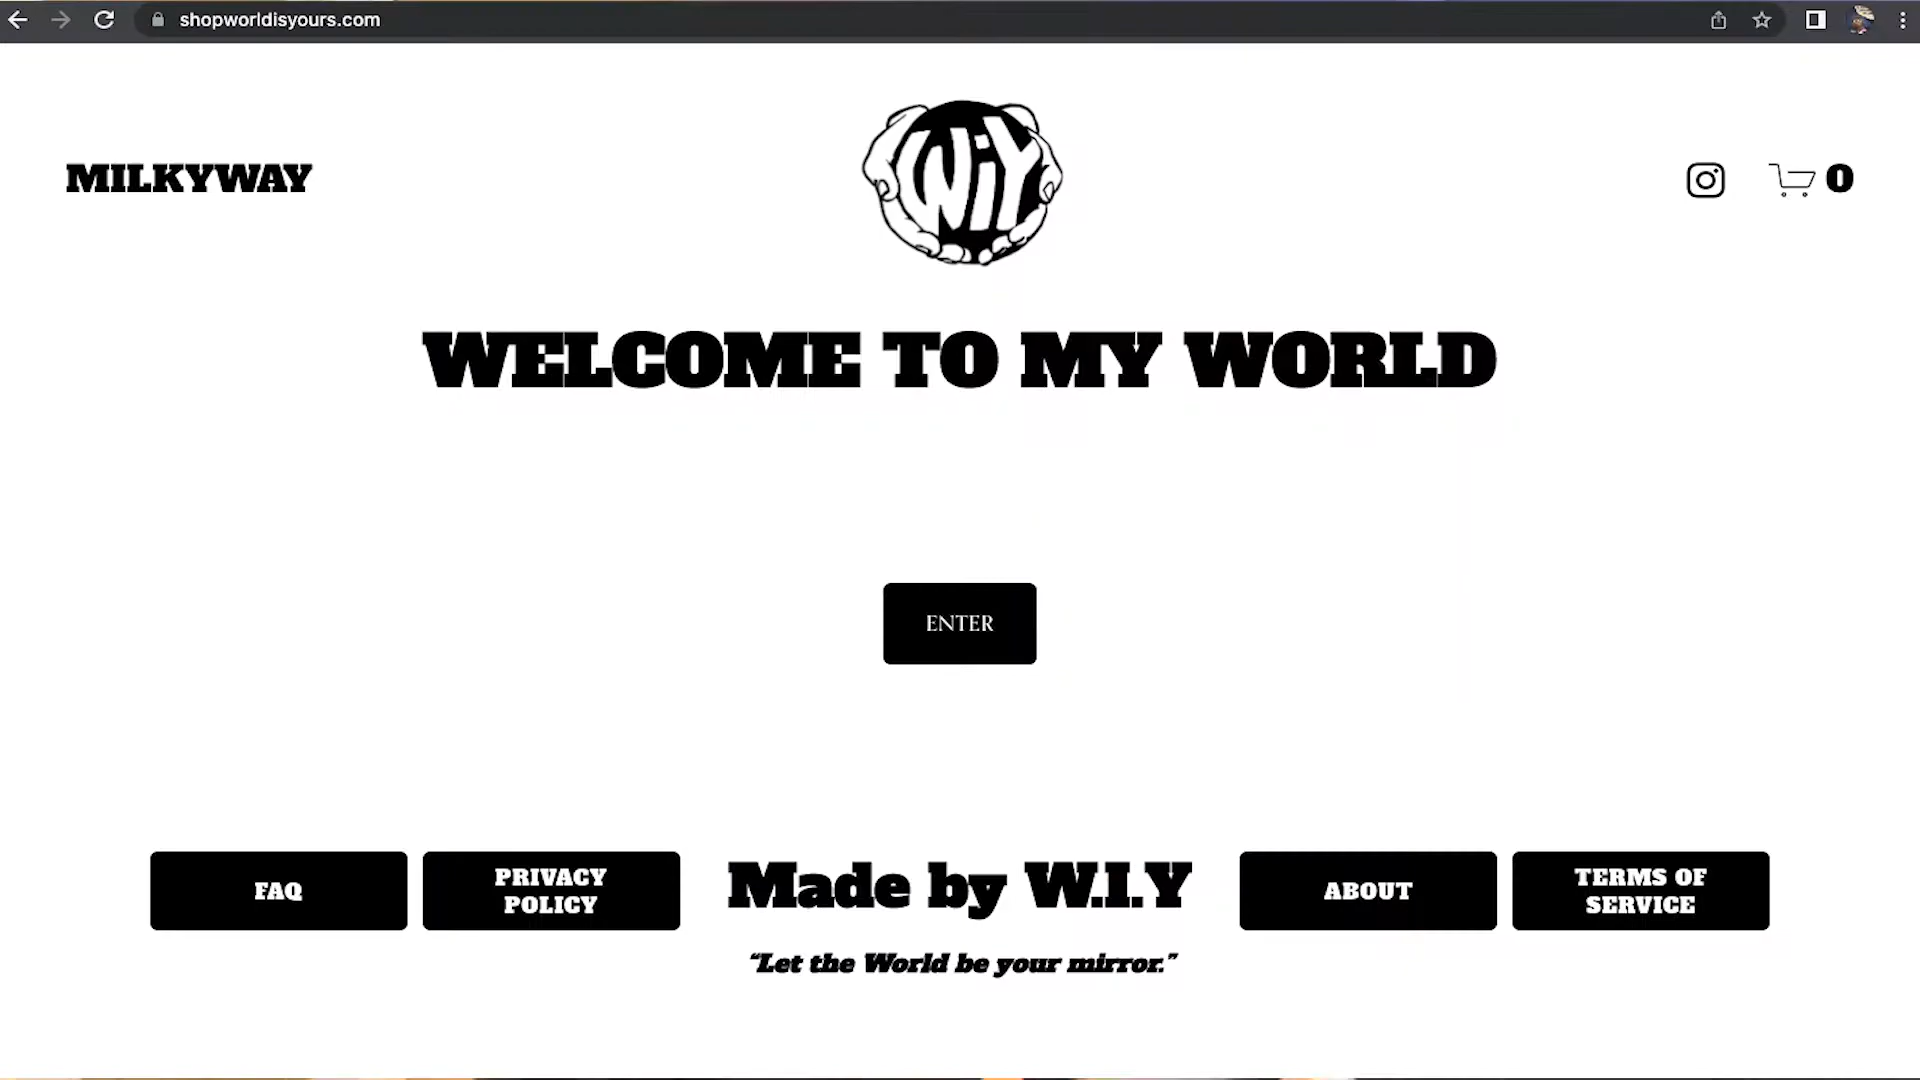 shopworldisyours.com
MILKYWAY
WiY
0
WELCOME TO MY WORLD
ENTER
FAQ
PRIVACY
POLICY
Made by W.I.Y
"Let the World be your mirror."
ABOUT
TERMS OF
SERVICE